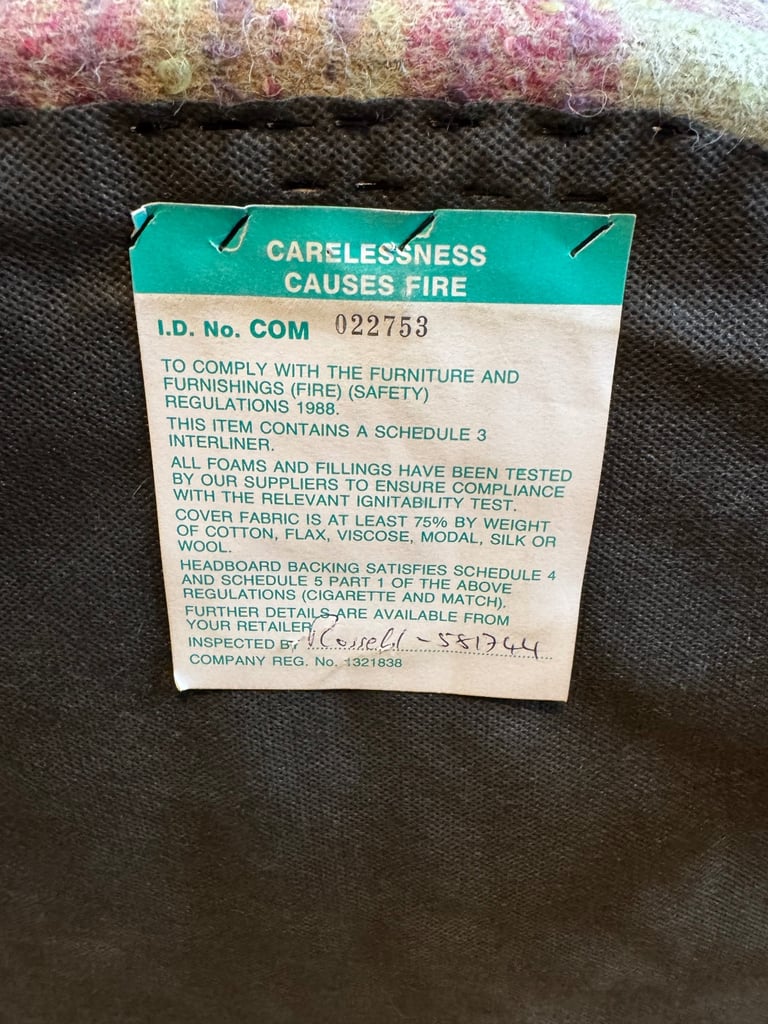 CARELESSNESS
CAUSES FIRE
I.D. No. COM 022753
TO COMPLY WITH THE FURNITURE AND
FURNISHINGS (FIRE) (SAFETY)
REGULATIONS 1988.
THIS ITEM CONTAINS A SCHEDULE 3
INTERLINER.
ALL FOAMS AND FILLINGS HAVE BEEN TESTED
BY OUR SUPPLIERS TO ENSURE COMPLIANCE
WITH THE RELEVANT IGNITABILITY TEST.
COVER FABRIC IS AT LEAST 75% BY WEIGHT
OF COTTON, FLAX, VISCOSE, MODAL, SILK OR
WOOL.
HEADBOARD BACKING SATISFIES SCHEDULE 4
AND SCHEDULE 5 PART 1 OF THE ABOVE
REGULATIONS (CIGARETTE AND MATCH).
FURTHER DETAILS ARE AVAILABLE FROM
YOUR RETAILER
INSPECTED BY - 581744
COMPANY REG. No. 1321838